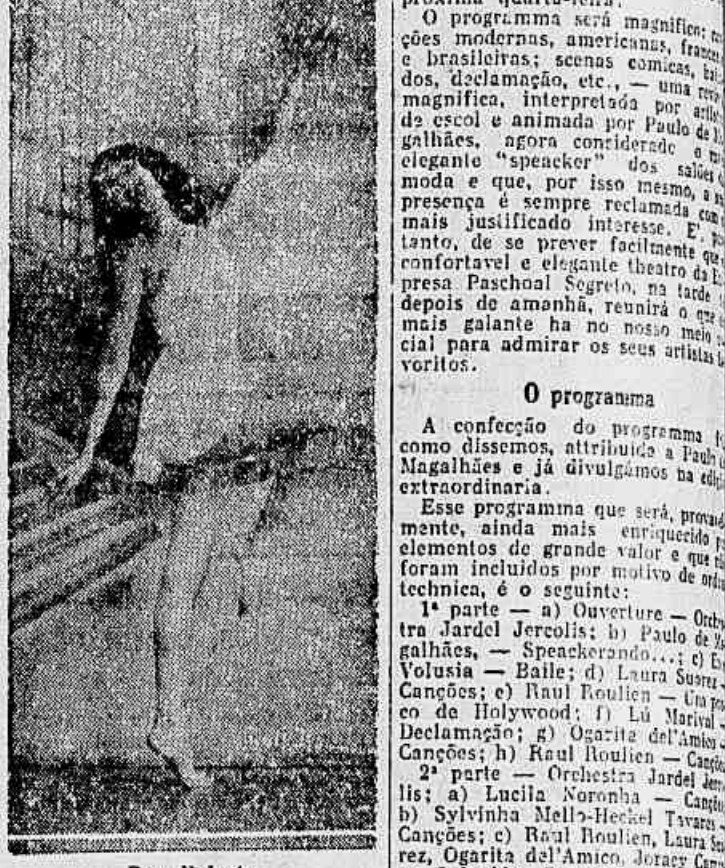 O programma será magnifico:
ções modernas, americanas,
e brasileiras; scenas comicas,
dos, declamação, etc., — uma
magnifica, interpretada por
de escol e animada por Paulo de
galhães, agora considerado o
elegante "speacker" dos salões
moda e que, por isso mesmo, a
presença é sempre reclamada
mais justificado interesse. E'
tanto, de se prever facilmente que
confortavel e elegante theatro da
presa Paschoal Segreto, na tarde
depois de amanhã, reunirá o que
mais galante ha no nosso meio
cial para admirar os seus artistas
voritos.
O programma
A confecção do programma
como dissemos, attribuida a Paulo
Magalhães e já divulgámos na
extraordinaria.
Esse programma que será,
mente, ainda mais enriquecido
elementos de grande valor e que
foram incluidos por motivo de
technica, é o seguinte:
1ª parte — a) Ouverture —
tra Jardel Jercolis; b) Paulo de
galhães, — Speackerando...; c)
Volusia — Baile; d) Laura Suarez —
Canções; e) Raul Roulien — Um
co de Holywood; f) Lú Marival —
Declamação; g) Ogarita del'Amico —
Canções; h) Raul Roulien —
2ª parte — Orchestra Jardel
lis: a) Lucila Noronha —
b) Sylvinha Mello-Heckel Tavares —
Canções; c) Raul Roulien, Laura
rez, Ogarita del'Amico, Joracy